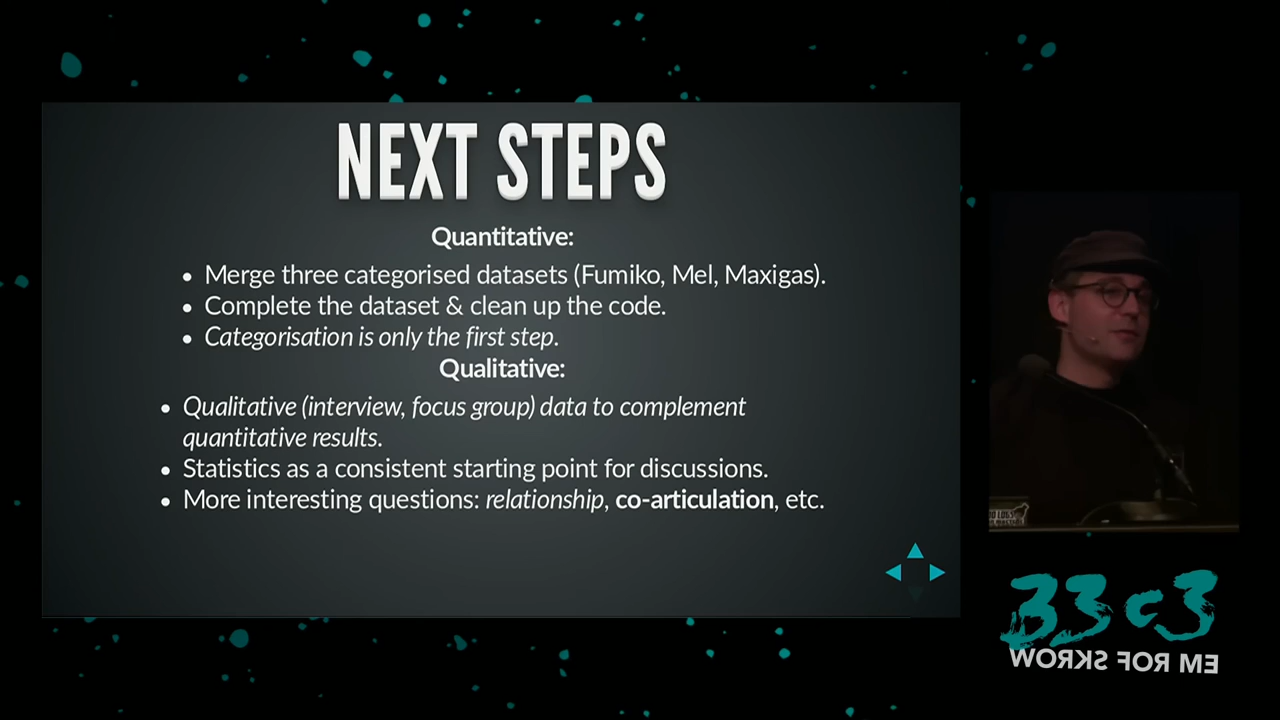 NEXT STEPS
Quantitative:
• Merge three categorised datasets (Fumiko, Mel, Maxigas).
• Complete the dataset & clean up the code.
• Categorisation is only the first step.
Qualitative:
• Qualitative (interview, focus group) data to complement
quantitative results.
• Statistics as a consistent starting point for discussions.
• More interesting questions: relationship, co-articulation, etc.
33c3
WORKS FOR ME